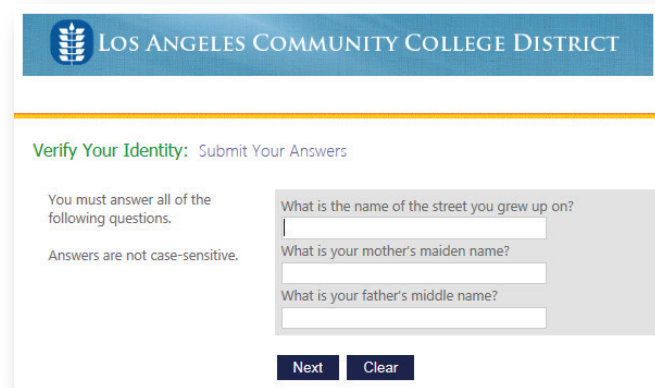 LOS ANGELES COMMUNITY COLLEGE DISTRICT
Verify Your Identity: Submit Your Answers
You must answer all of the
following questions.
Answers are not case-sensitive.
What is the name of the street you grew up on?
What is your mother's maiden name?
What is your father's middle name?
Next Clear